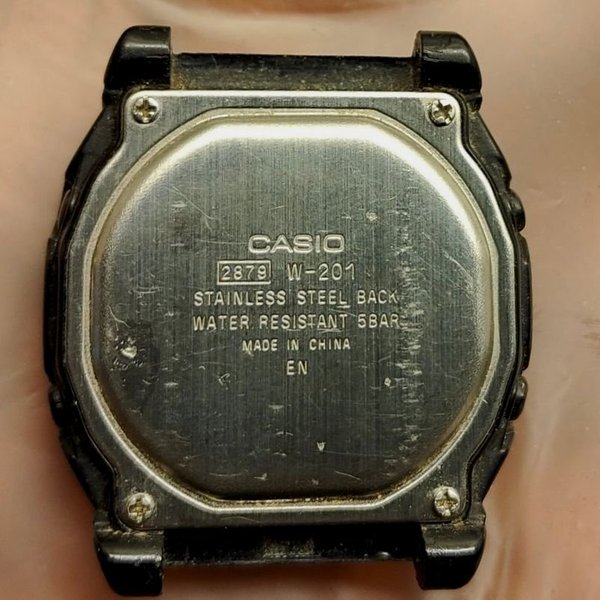 CASIO
2879 W-201
STAINLESS STEEL BACK
WATER RESISTANT 5BAR
MADE IN CHINA
EN